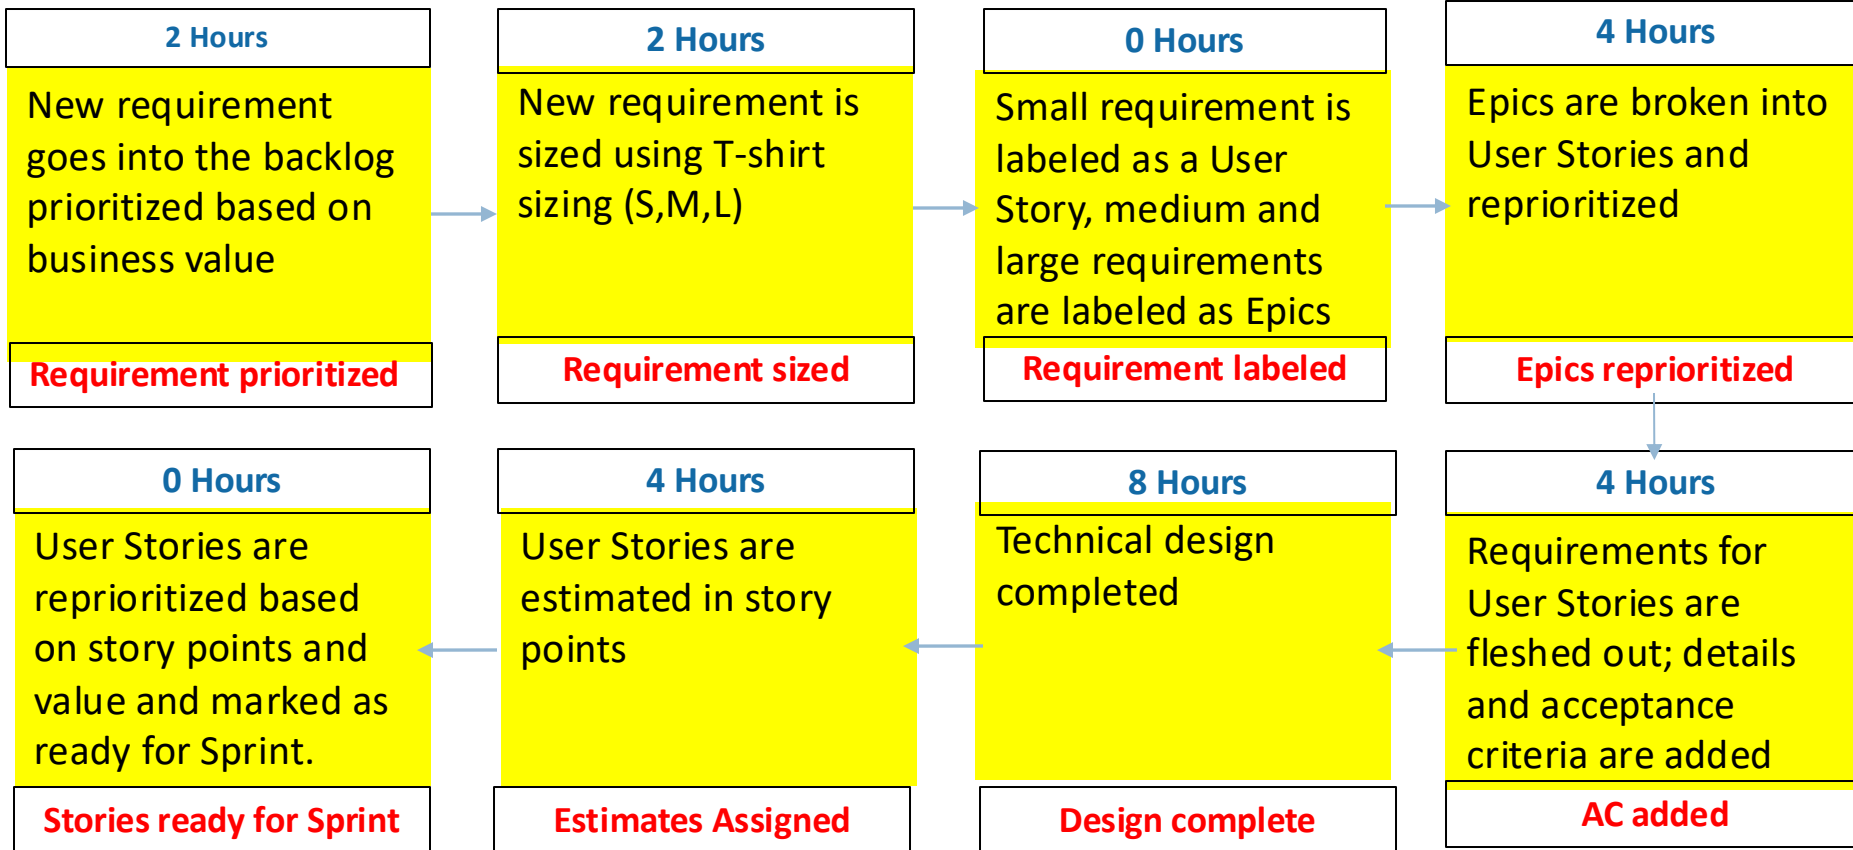 2 Hours
New requirement
goes into the backlog
prioritized based on
business value
Requirement prioritized
2 Hours
New requirement is
sized using T-shirt
sizing (S,M,L)
Requirement sized
0 Hours
Small requirement is
labeled as a User
Story, medium and
large requirements
are labeled as Epics
Requirement labeled
4 Hours
Epics are broken into
User Stories and
reprioritized
Epics reprioritized
4 Hours
Requirements for
User Stories are
fleshed out; details
and acceptance
criteria are added
AC added
8 Hours
Technical design
completed
Design complete
4 Hours
User Stories are
estimated in story
points
Estimates Assigned
0 Hours
User Stories are
reprioritized based
on story points and
value and marked as
ready for Sprint.
Stories ready for Sprint